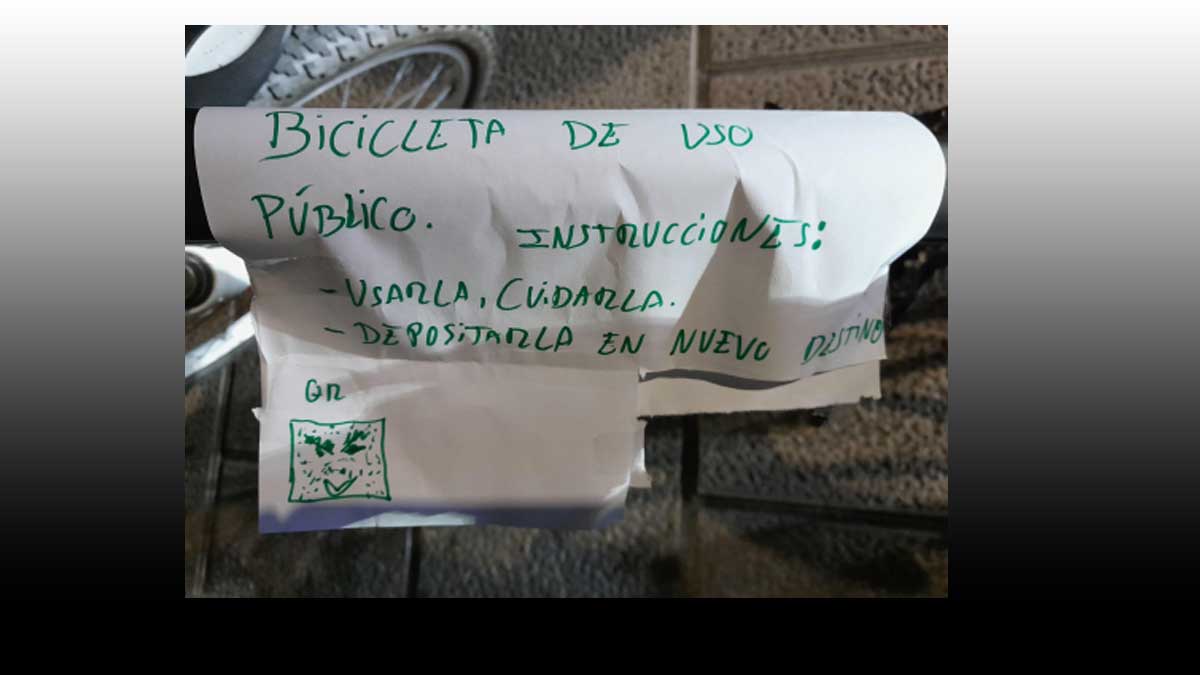 BICICLETA DE USO
PÚBLICO.
INSTRUCCIONES:
- USARLA, CUIDARLA.
- DEPOSITARLA EN NUEVO DESTINO
QR